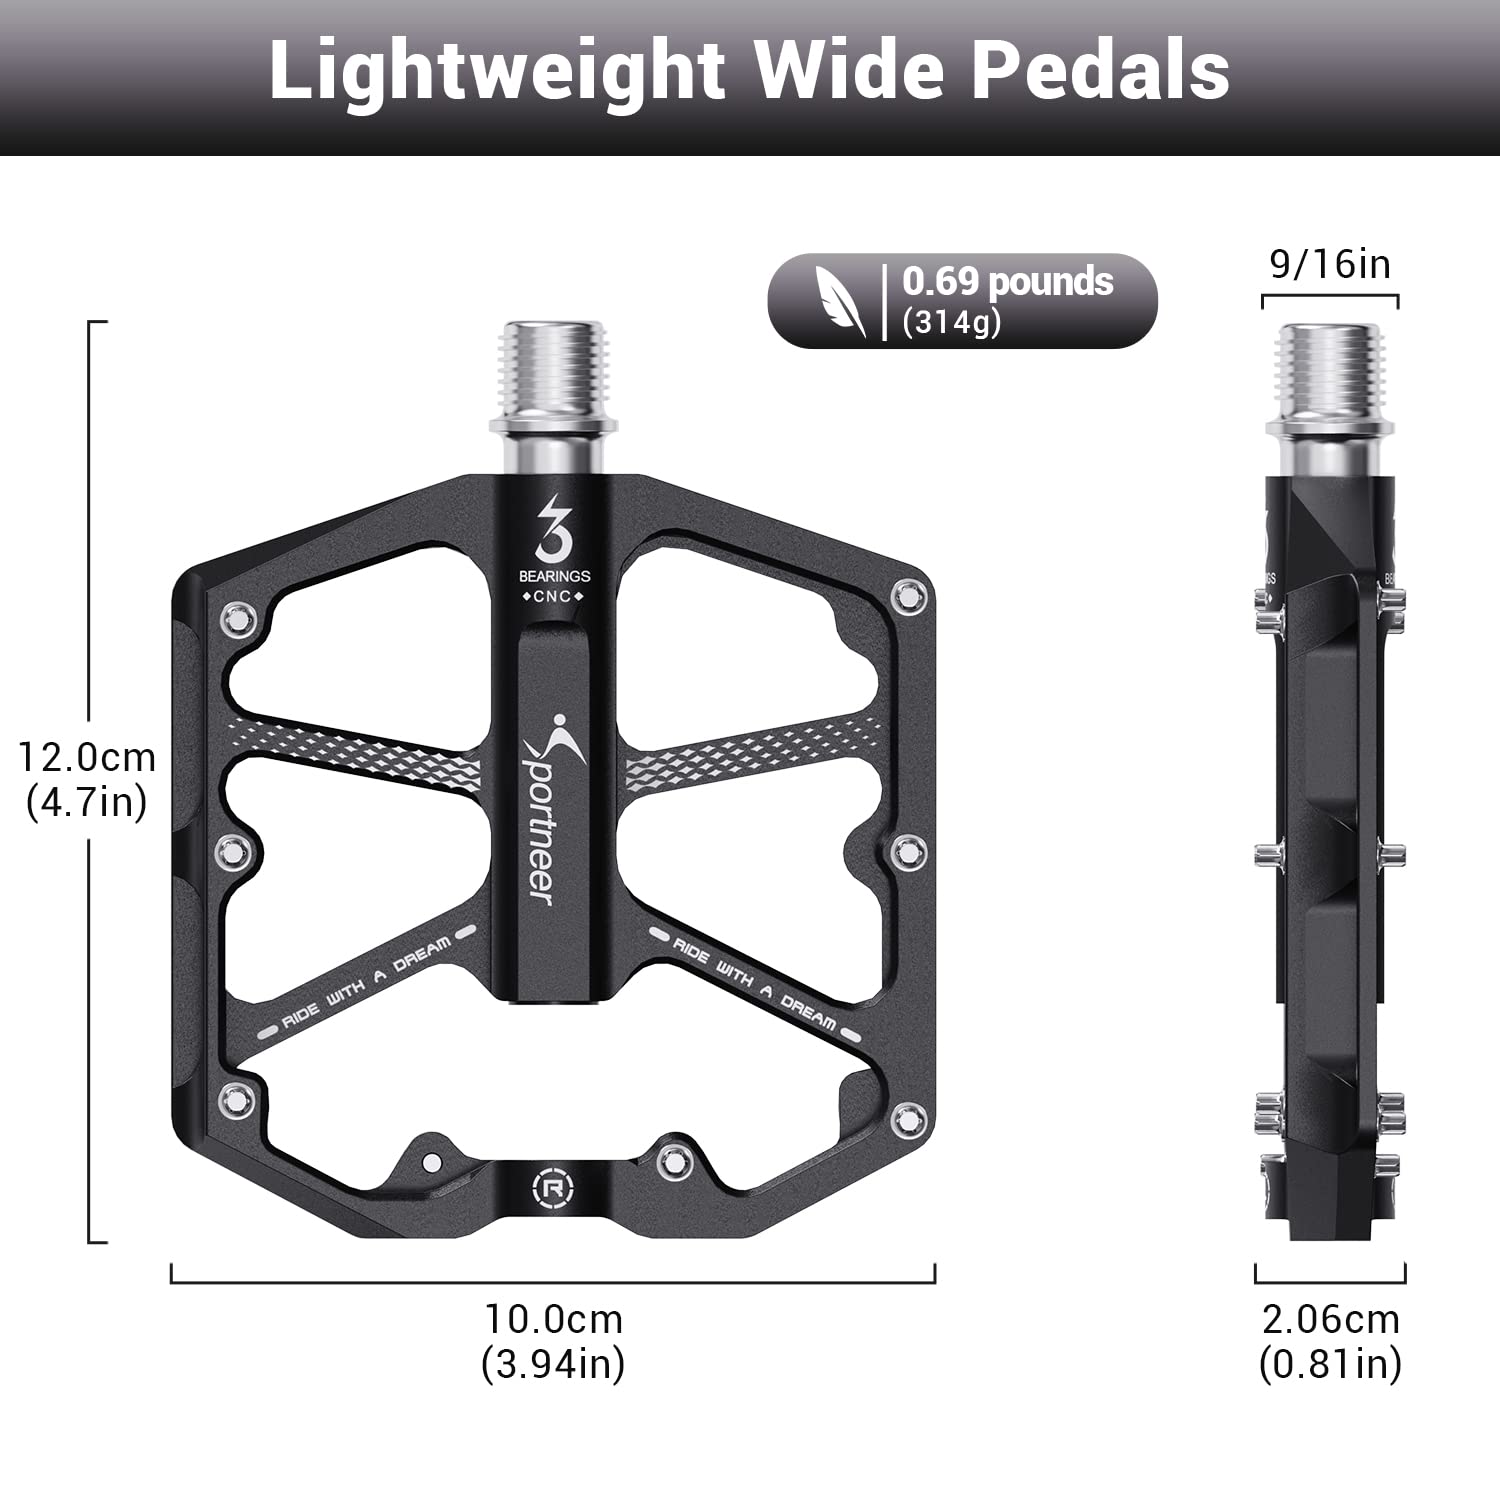 Lightweight Wide Pedals
0.69 pounds
(314g)
9/16in
12.0cm
(4.7in)
3
BEARINGS
◆CNC◆
Sportneer
RIDE WITH A DREAM
RIDE WITH A DREAM
R
10.0cm
(3.94in)
2.06cm
(0.81in)